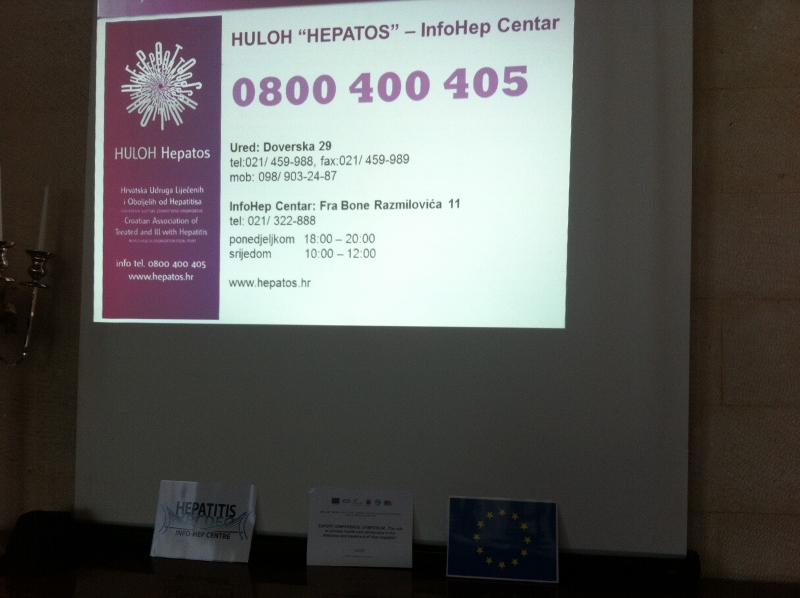 HULOH “HEPATOS” – InfoHep Centar
0800 400 405
Ured: Doverska 29
tel:021/ 459-988, fax:021/ 459-989
mob: 098/ 903-24-87
InfoHep Centar: Fra Bone Razmilovića 11
tel: 021/ 322-888
ponedjeljkom 18:00 – 20:00
srijedom 10:00 – 12:00
www.hepatos.hr
HULOH Hepatos
Hrvatska Udruga Liječenih
i Oboljelih od Hepatitisa
Croatian Association of
Treated and Ill with Hepatitis
info tel. 0800 400 405
www.hepatos.hr
HEPATITIS
INFO-HEP CENTRE